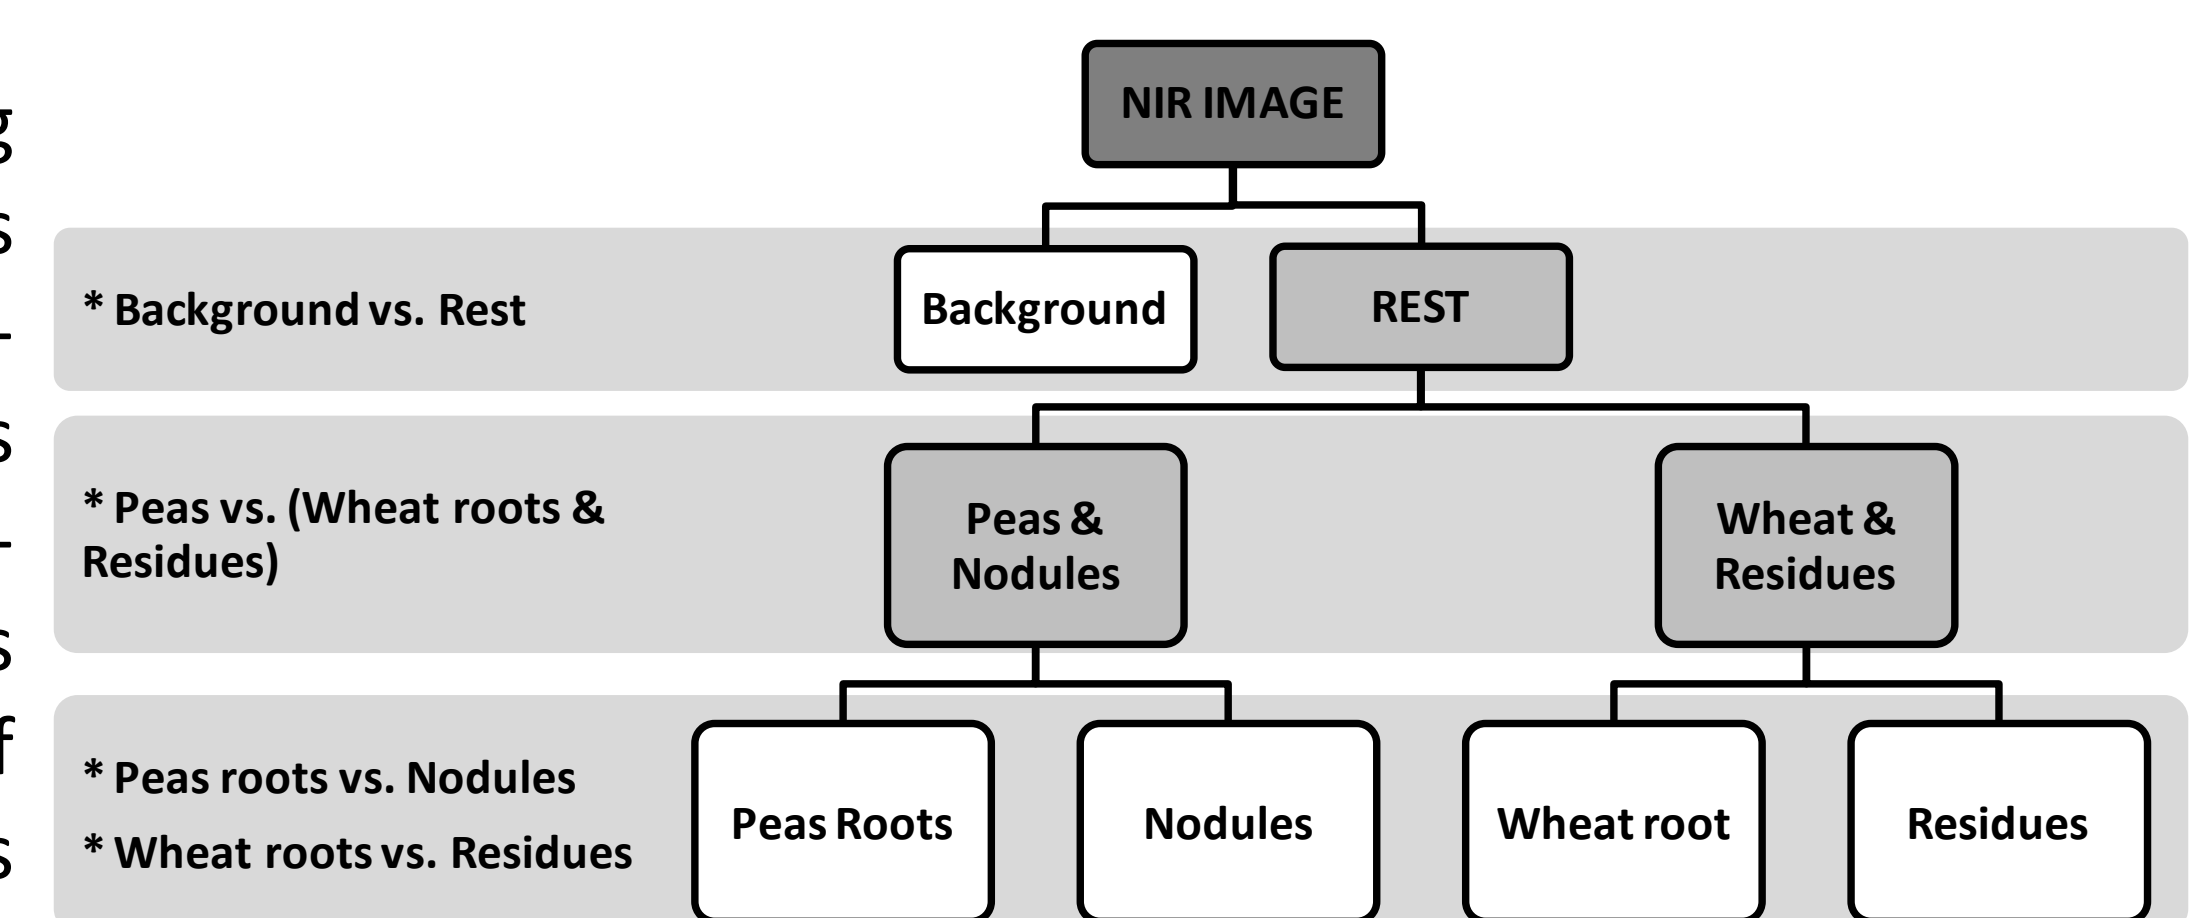 NIR IMAGE
* Background vs. Rest
Background
REST
* Peas vs. (Wheat roots &
Residues)
Peas &
Nodules
Wheat &
Residues
* Peas roots vs. Nodules
* Wheat roots vs. Residues
Peas Roots
Nodules
Wheat root
Residues